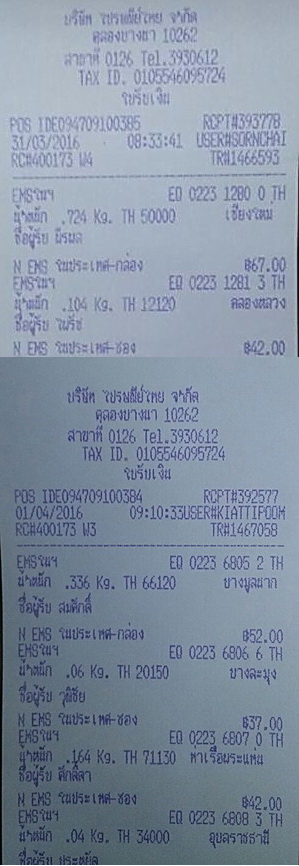 บริษัท ไปรษณีย์ไทย จำกัด
ศุลองบางนา 10262
สาขาที่ 0126 Tel.3930612
TAX ID. 0105546095724
ใบรับเงิน
POS IDE094709100385 RCPT#393778
31/03/2016 08:33:41 USER#SORNCHAI
RC#400173 W4 TR#1466593
EMSในฯ EQ 0223 1280 0 TH
น้ำหนัก .724 Kg. TH 50000 เชียงใหม่
ชื่อผู้รับ
N EMS ในประเทศ-กล่อง ฿67.00
EMSในฯ EQ 0223 1281 3 TH
น้ำหนัก .104 Kg. TH 12120 คลองหลวง
ชื่อผู้รับ
N EMS ในประเทศ-ซอง ฿42.00
บริษัท ไปรษณีย์ไทย จำกัด
ศุลองบางนา 10262
สาขาที่ 0126 Tel.3930612
TAX ID. 0105546095724
ใบรับเงิน
POS IDE094709100384 RCPT#392577
01/04/2016 09:10:33USER#KIATTIPOOM
RC#400173 W3 TR#1467058
EMSในฯ EQ 0223 6805 2 TH
น้ำหนัก .336 Kg. TH 66120 บางมูลนาก
ชื่อผู้รับ สมศักดิ์
N EMS ในประเทศ-กล่อง ฿52.00
EMSในฯ EQ 0223 6806 6 TH
น้ำหนัก .06 Kg. TH 20150 บางละมุง
ชื่อผู้รับ วุฒิชัย
N EMS ในประเทศ-ซอง ฿37.00
EMSในฯ EQ 0223 6807 0 TH
น้ำหนัก .164 Kg. TH 71130 ท่าเรือพระแท่น
ชื่อผู้รับ
N EMS ในประเทศ-ซอง ฿42.00
EMSในฯ EQ 0223 6808 3 TH
น้ำหนัก .04 Kg. TH 34000 อุบลราชธานี
ชื่อผู้รับ ประหยัด